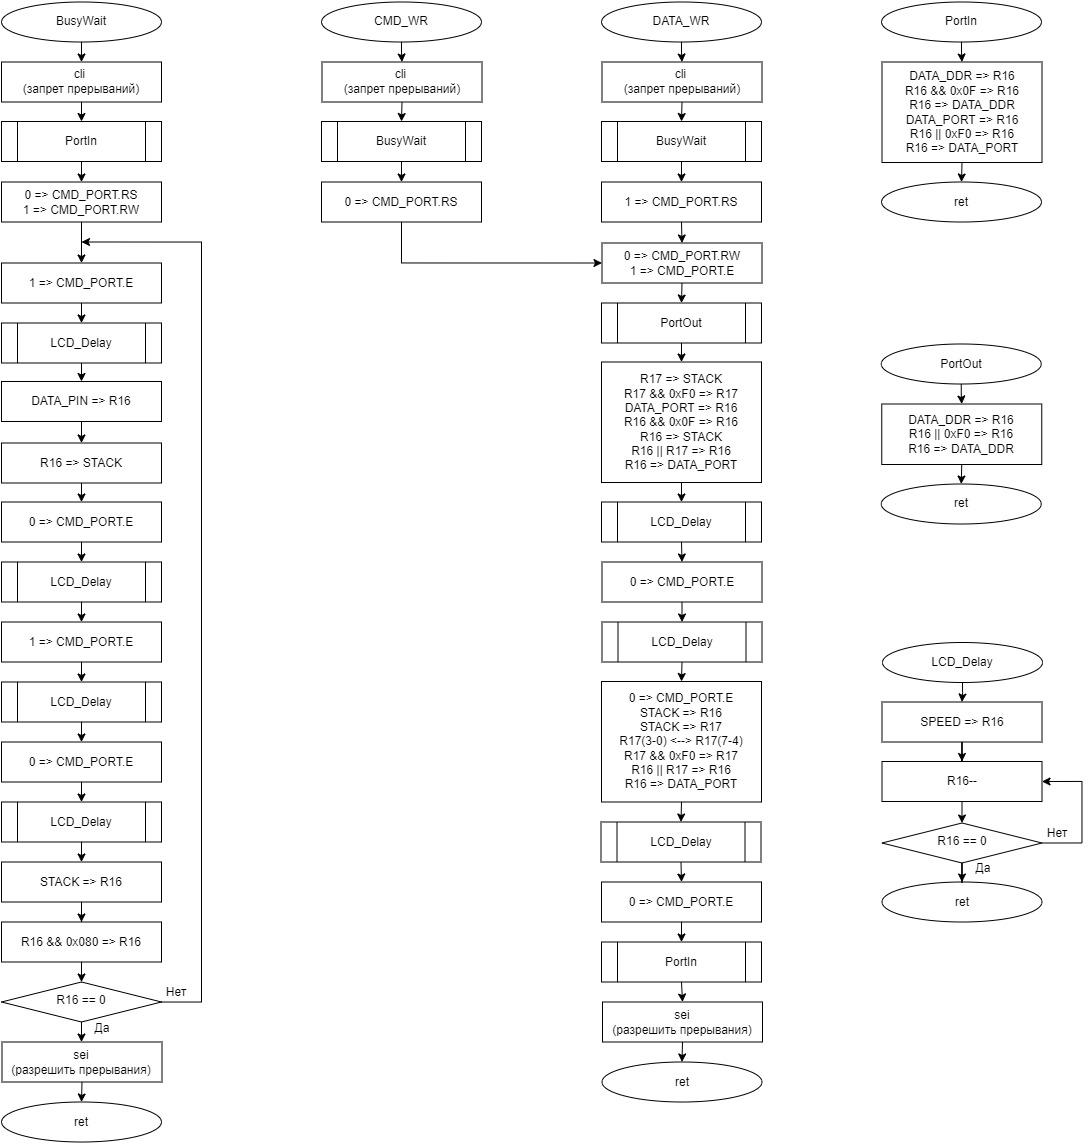 BusyWait
cli
(запрет прерываний)
PortIn
0 => CMD_PORT.RS
1 => CMD_PORT.RW
1 => CMD_PORT.E
LCD_Delay
DATA_PIN => R16
R16 => STACK
0 => CMD_PORT.E
LCD_Delay
1 => CMD_PORT.E
LCD_Delay
0 => CMD_PORT.E
LCD_Delay
STACK => R16
R16 && 0x080 => R16
R16 == 0
Нет
Да
sei
(разрешить прерывания)
ret
CMD_WR
cli
(запрет прерываний)
BusyWait
0 => CMD_PORT.RS
DATA_WR
cli
(запрет прерываний)
BusyWait
1 => CMD_PORT.RS
0 => CMD_PORT.RW
1 => CMD_PORT.E
PortOut
R17 => STACK
R17 && 0xF0 => R17
DATA_PORT => R16
R16 && 0x0F => R16
R16 => STACK
R16 || R17 => R16
R16 => DATA_PORT
LCD_Delay
0 => CMD_PORT.E
LCD_Delay
0 => CMD_PORT.E
STACK => R16
STACK => R17
R17(3-0) <--> R17(7-4)
R17 && 0xF0 => R17
R16 || R17 => R16
R16 => DATA_PORT
LCD_Delay
0 => CMD_PORT.E
PortIn
sei
(разрешить прерывания)
ret
PortIn
DATA_DDR => R16
R16 && 0x0F => R16
R16 => DATA_DDR
DATA_PORT => R16
R16 || 0xF0 => R16
R16 => DATA_PORT
ret
PortOut
DATA_DDR => R16
R16 || 0xF0 => R16
R16 => DATA_DDR
ret
LCD_Delay
SPEED => R16
R16--
R16 == 0
Нет
Да
ret